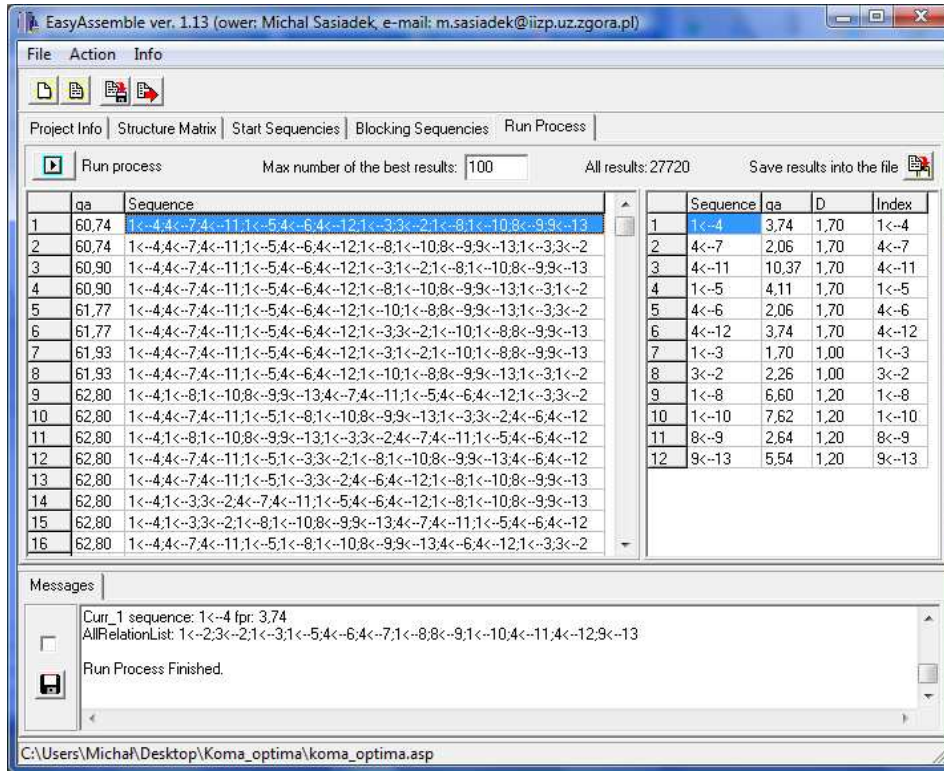 EasyAssemble ver. 1.13 (ower: Michal Sasiadek, e-mail: m.sasiadek@iizp.uz.zgora.pl)
File Action Info
Project Info Structure Matrix Start Sequencies Blocking Sequencies Run Process
Run process Max number of the best results: 100 All results: 27720 Save results into the file
qa Sequence
1 60,74 1<--4;4<--7;4<--11;1<--5;4<--6;4<--12;1<--3;3<--2;1<--8;1<--10;8<--9;9<--13
2 60,74 1<--4;4<--7;4<--11;1<--5;4<--6;4<--12;1<--8;1<--10;8<--9;9<--13;1<--3;3<--2
3 60,90 1<--4;4<--7;4<--11;1<--5;4<--6;4<--12;1<--3;1<--2;1<--8;1<--10;8<--9;9<--13
4 60,90 1<--4;4<--7;4<--11;1<--5;4<--6;4<--12;1<--8;1<--10;8<--9;9<--13;1<--3;1<--2
5 61,77 1<--4;4<--7;4<--11;1<--5;4<--6;4<--12;1<--10;1<--8;8<--9;9<--13;1<--3;3<--2
6 61,77 1<--4;4<--7;4<--11;1<--5;4<--6;4<--12;1<--3;3<--2;1<--10;1<--8;8<--9;9<--13
7 61,93 1<--4;4<--7;4<--11;1<--5;4<--6;4<--12;1<--3;1<--2;1<--10;1<--8;8<--9;9<--13
8 61,93 1<--4;4<--7;4<--11;1<--5;4<--6;4<--12;1<--10;1<--8;8<--9;9<--13;1<--3;1<--2
9 62,80 1<--4;1<--8;1<--10;8<--9;9<--13;4<--7;4<--11;1<--5;4<--6;4<--12;1<--3;3<--2
10 62,80 1<--4;4<--7;4<--11;1<--5;1<--8;1<--10;8<--9;9<--13;1<--3;3<--2;4<--6;4<--12
11 62,80 1<--4;1<--8;1<--10;8<--9;9<--13;1<--3;3<--2;4<--7;4<--11;1<--5;4<--6;4<--12
12 62,80 1<--4;4<--7;4<--11;1<--5;1<--3;3<--2;1<--8;1<--10;8<--9;9<--13;4<--6;4<--12
13 62,80 1<--4;4<--7;4<--11;1<--5;1<--3;3<--2;4<--6;4<--12;1<--8;1<--10;8<--9;9<--13
14 62,80 1<--4;1<--3;3<--2;4<--7;4<--11;1<--5;4<--6;4<--12;1<--8;1<--10;8<--9;9<--13
15 62,80 1<--4;1<--3;3<--2;1<--8;1<--10;8<--9;9<--13;4<--7;4<--11;1<--5;4<--6;4<--12
16 62,80 1<--4;4<--7;4<--11;1<--5;1<--8;1<--10;8<--9;9<--13;4<--6;4<--12;1<--3;3<--2
Sequence qa D Index
1 1<--4 3,74 1,70 1<--4
2 4<--7 2,06 1,70 4<--7
3 4<--11 10,37 1,70 4<--11
4 1<--5 4,11 1,70 1<--5
5 4<--6 2,06 1,70 4<--6
6 4<--12 3,74 1,70 4<--12
7 1<--3 1,70 1,00 1<--3
8 3<--2 2,26 1,00 3<--2
9 1<--8 6,60 1,20 1<--8
10 1<--10 7,62 1,20 1<--10
11 8<--9 2,64 1,20 8<--9
12 9<--13 5,54 1,20 9<--13
Messages
Curr_1 sequence: 1<--4 fpr: 3,74
AllRelationList: 1<--2;3<--2;1<--3;1<--5;4<--6;4<--7;1<--8;8<--9;1<--10;4<--11;4<--12;9<--13
Run Process Finished.
C:\Users\Michał\Desktop\Koma_optima\koma_optima.asp